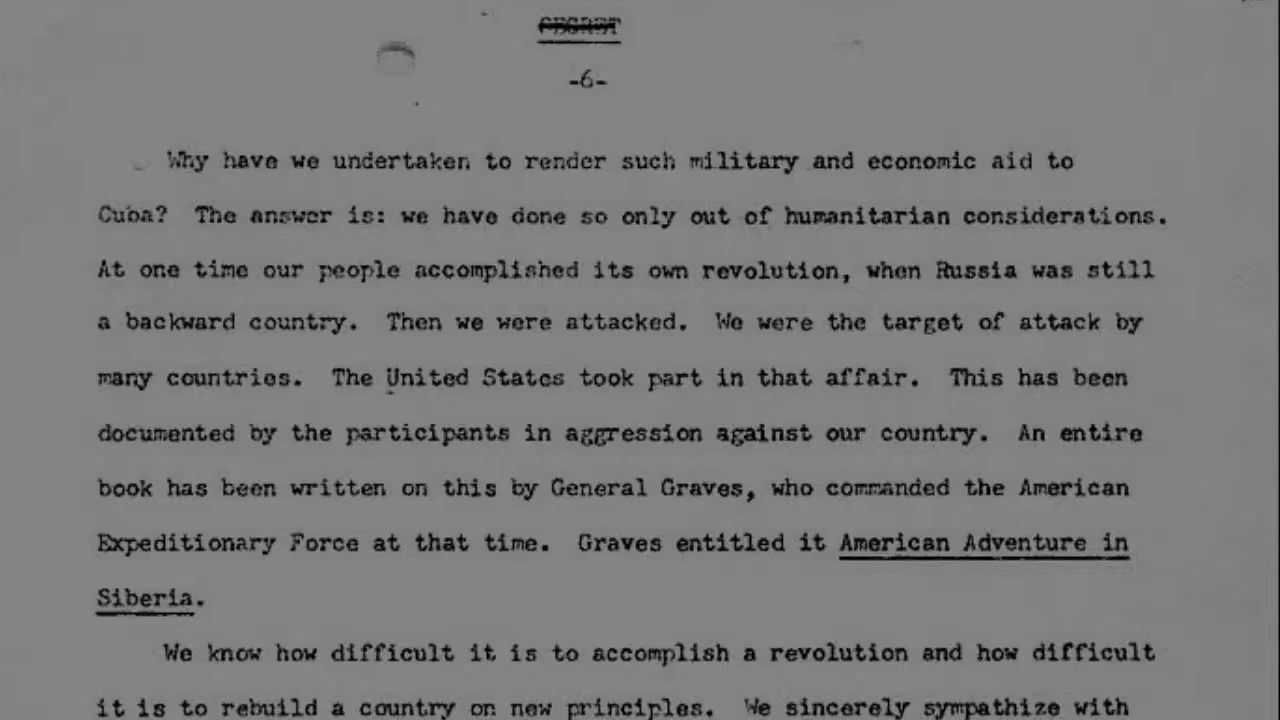 SECRET
-6-
Why have we undertaken to render such military and economic aid to
Cuba? The answer is: we have done so only out of humanitarian considerations.
At one time our people accomplished its own revolution, when Russia was still
a backward country. Then we were attacked. We were the target of attack by
many countries. The United States took part in that affair. This has been
documented by the participants in aggression against our country. An entire
book has been written on this by General Graves, who commanded the American
Expeditionary Force at that time. Graves entitled it American Adventure in
Siberia.
We know how difficult it is to accomplish a revolution and how difficult
it is to rebuild a country on new principles. We sincerely sympathize with